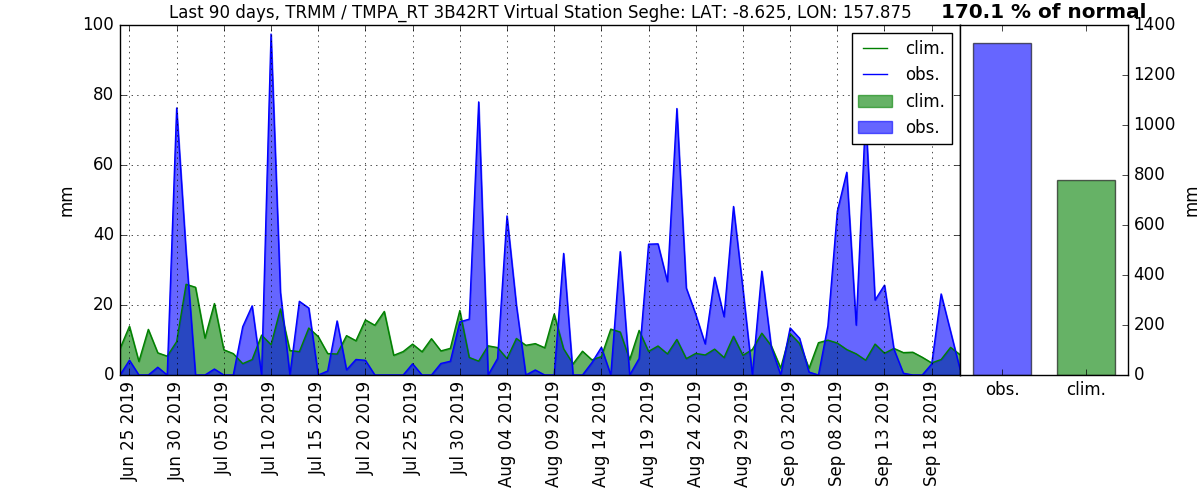 Last 90 days, TRMM / TMPA_RT 3B42RT Virtual Station Seghe: LAT: -8.625, LON: 157.875
170.1 % of normal
mm
100
80
60
40
20
0
clim.
obs.
clim.
obs.
Jun 25 2019
Jun 30 2019
Jul 05 2019
Jul 10 2019
Jul 15 2019
Jul 20 2019
Jul 25 2019
Jul 30 2019
Aug 04 2019
Aug 09 2019
Aug 14 2019
Aug 19 2019
Aug 24 2019
Aug 29 2019
Sep 03 2019
Sep 08 2019
Sep 13 2019
Sep 18 2019
1400
1200
1000
800
600
400
200
0
mm
obs.
clim.